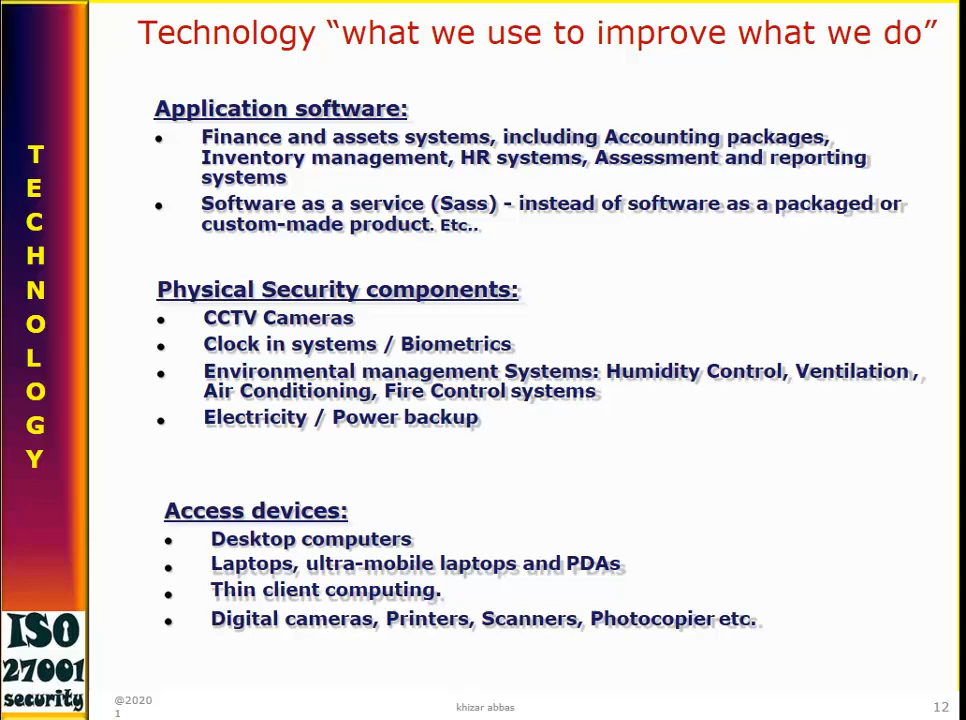 Technology “what we use to improve what we do”
Application software:
• Finance and assets systems, including Accounting packages,
Inventory management, HR systems, Assessment and reporting
systems
• Software as a service (Sass) - instead of software as a packaged or
custom-made product. Etc..
Physical Security components:
• CCTV Cameras
• Clock in systems / Biometrics
• Environmental management Systems: Humidity Control, Ventilation ,
Air Conditioning, Fire Control systems
• Electricity / Power backup
Access devices:
• Desktop computers
• Laptops, ultra-mobile laptops and PDAs
• Thin client computing.
• Digital cameras, Printers, Scanners, Photocopier etc.
T
E
C
H
N
O
L
O
G
Y
ISO
27001
security
@2020
1
khizar abbas
12